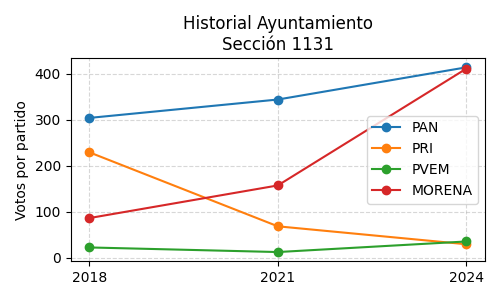 Historial Ayuntamiento
Sección 1131
Votos por partido
400
300
200
100
0
2018
2021
2024
PAN
PRI
PVEM
MORENA